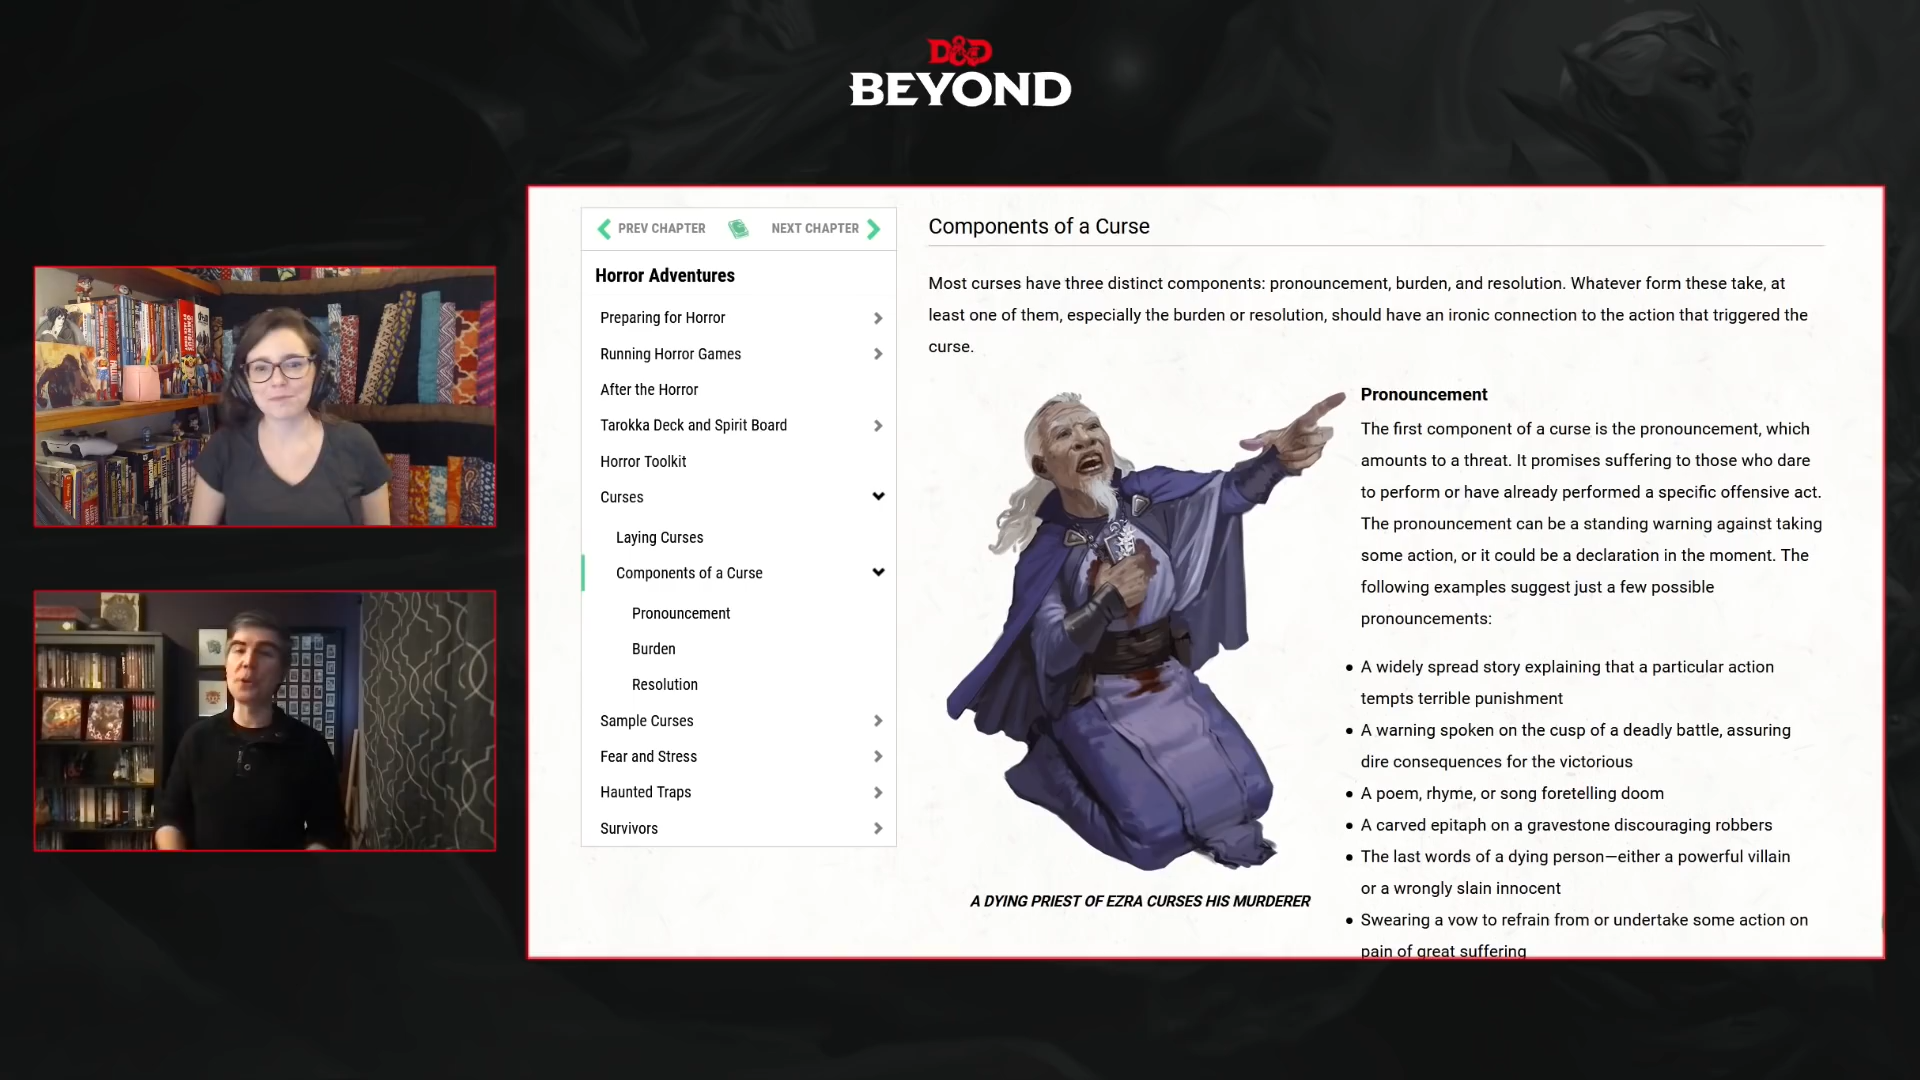 D&D
BEYOND
PREV CHAPTER
NEXT CHAPTER
Horror Adventures
Preparing for Horror
Running Horror Games
After the Horror
Tarokka Deck and Spirit Board
Horror Toolkit
Curses
Laying Curses
Components of a Curse
Pronouncement
Burden
Resolution
Sample Curses
Fear and Stress
Haunted Traps
Survivors
Components of a Curse
Most curses have three distinct components: pronouncement, burden, and resolution. Whatever form these take, at
least one of them, especially the burden or resolution, should have an ironic connection to the action that triggered the
curse.
Pronouncement
The first component of a curse is the pronouncement, which
amounts to a threat. It promises suffering to those who dare
to perform or have already performed a specific offensive act.
The pronouncement can be a standing warning against taking
some action, or it could be a declaration in the moment. The
following examples suggest just a few possible
pronouncements:
• A widely spread story explaining that a particular action
tempts terrible punishment
• A warning spoken on the cusp of a deadly battle, assuring
dire consequences for the victorious
• A poem, rhyme, or song foretelling doom
• A carved epitaph on a gravestone discouraging robbers
• The last words of a dying person—either a powerful villain
or a wrongly slain innocent
• Swearing a vow to refrain from or undertake some action on
pain of great suffering
A DYING PRIEST OF EZRA CURSES HIS MURDERER